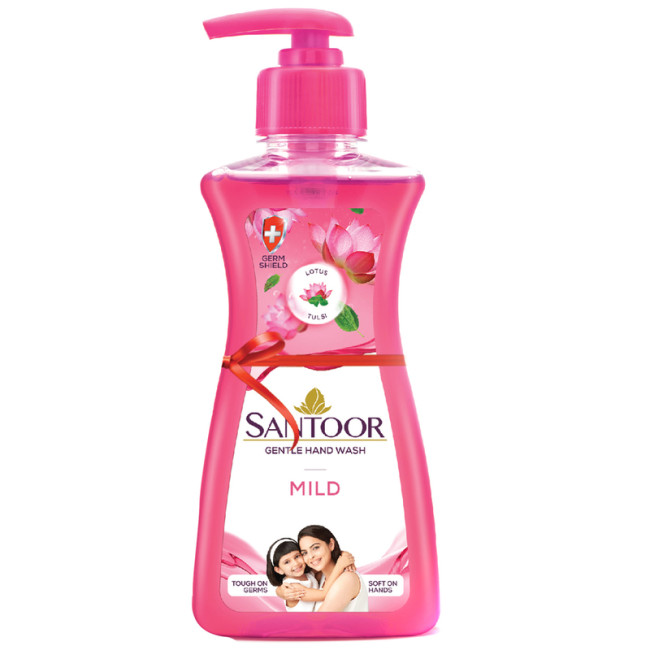 GERM
SHIELD
LOTUS
TULSI
SANTOOR
GENTLE HAND WASH
MILD
TOUGH ON
GERMS
SOFT ON
HANDS